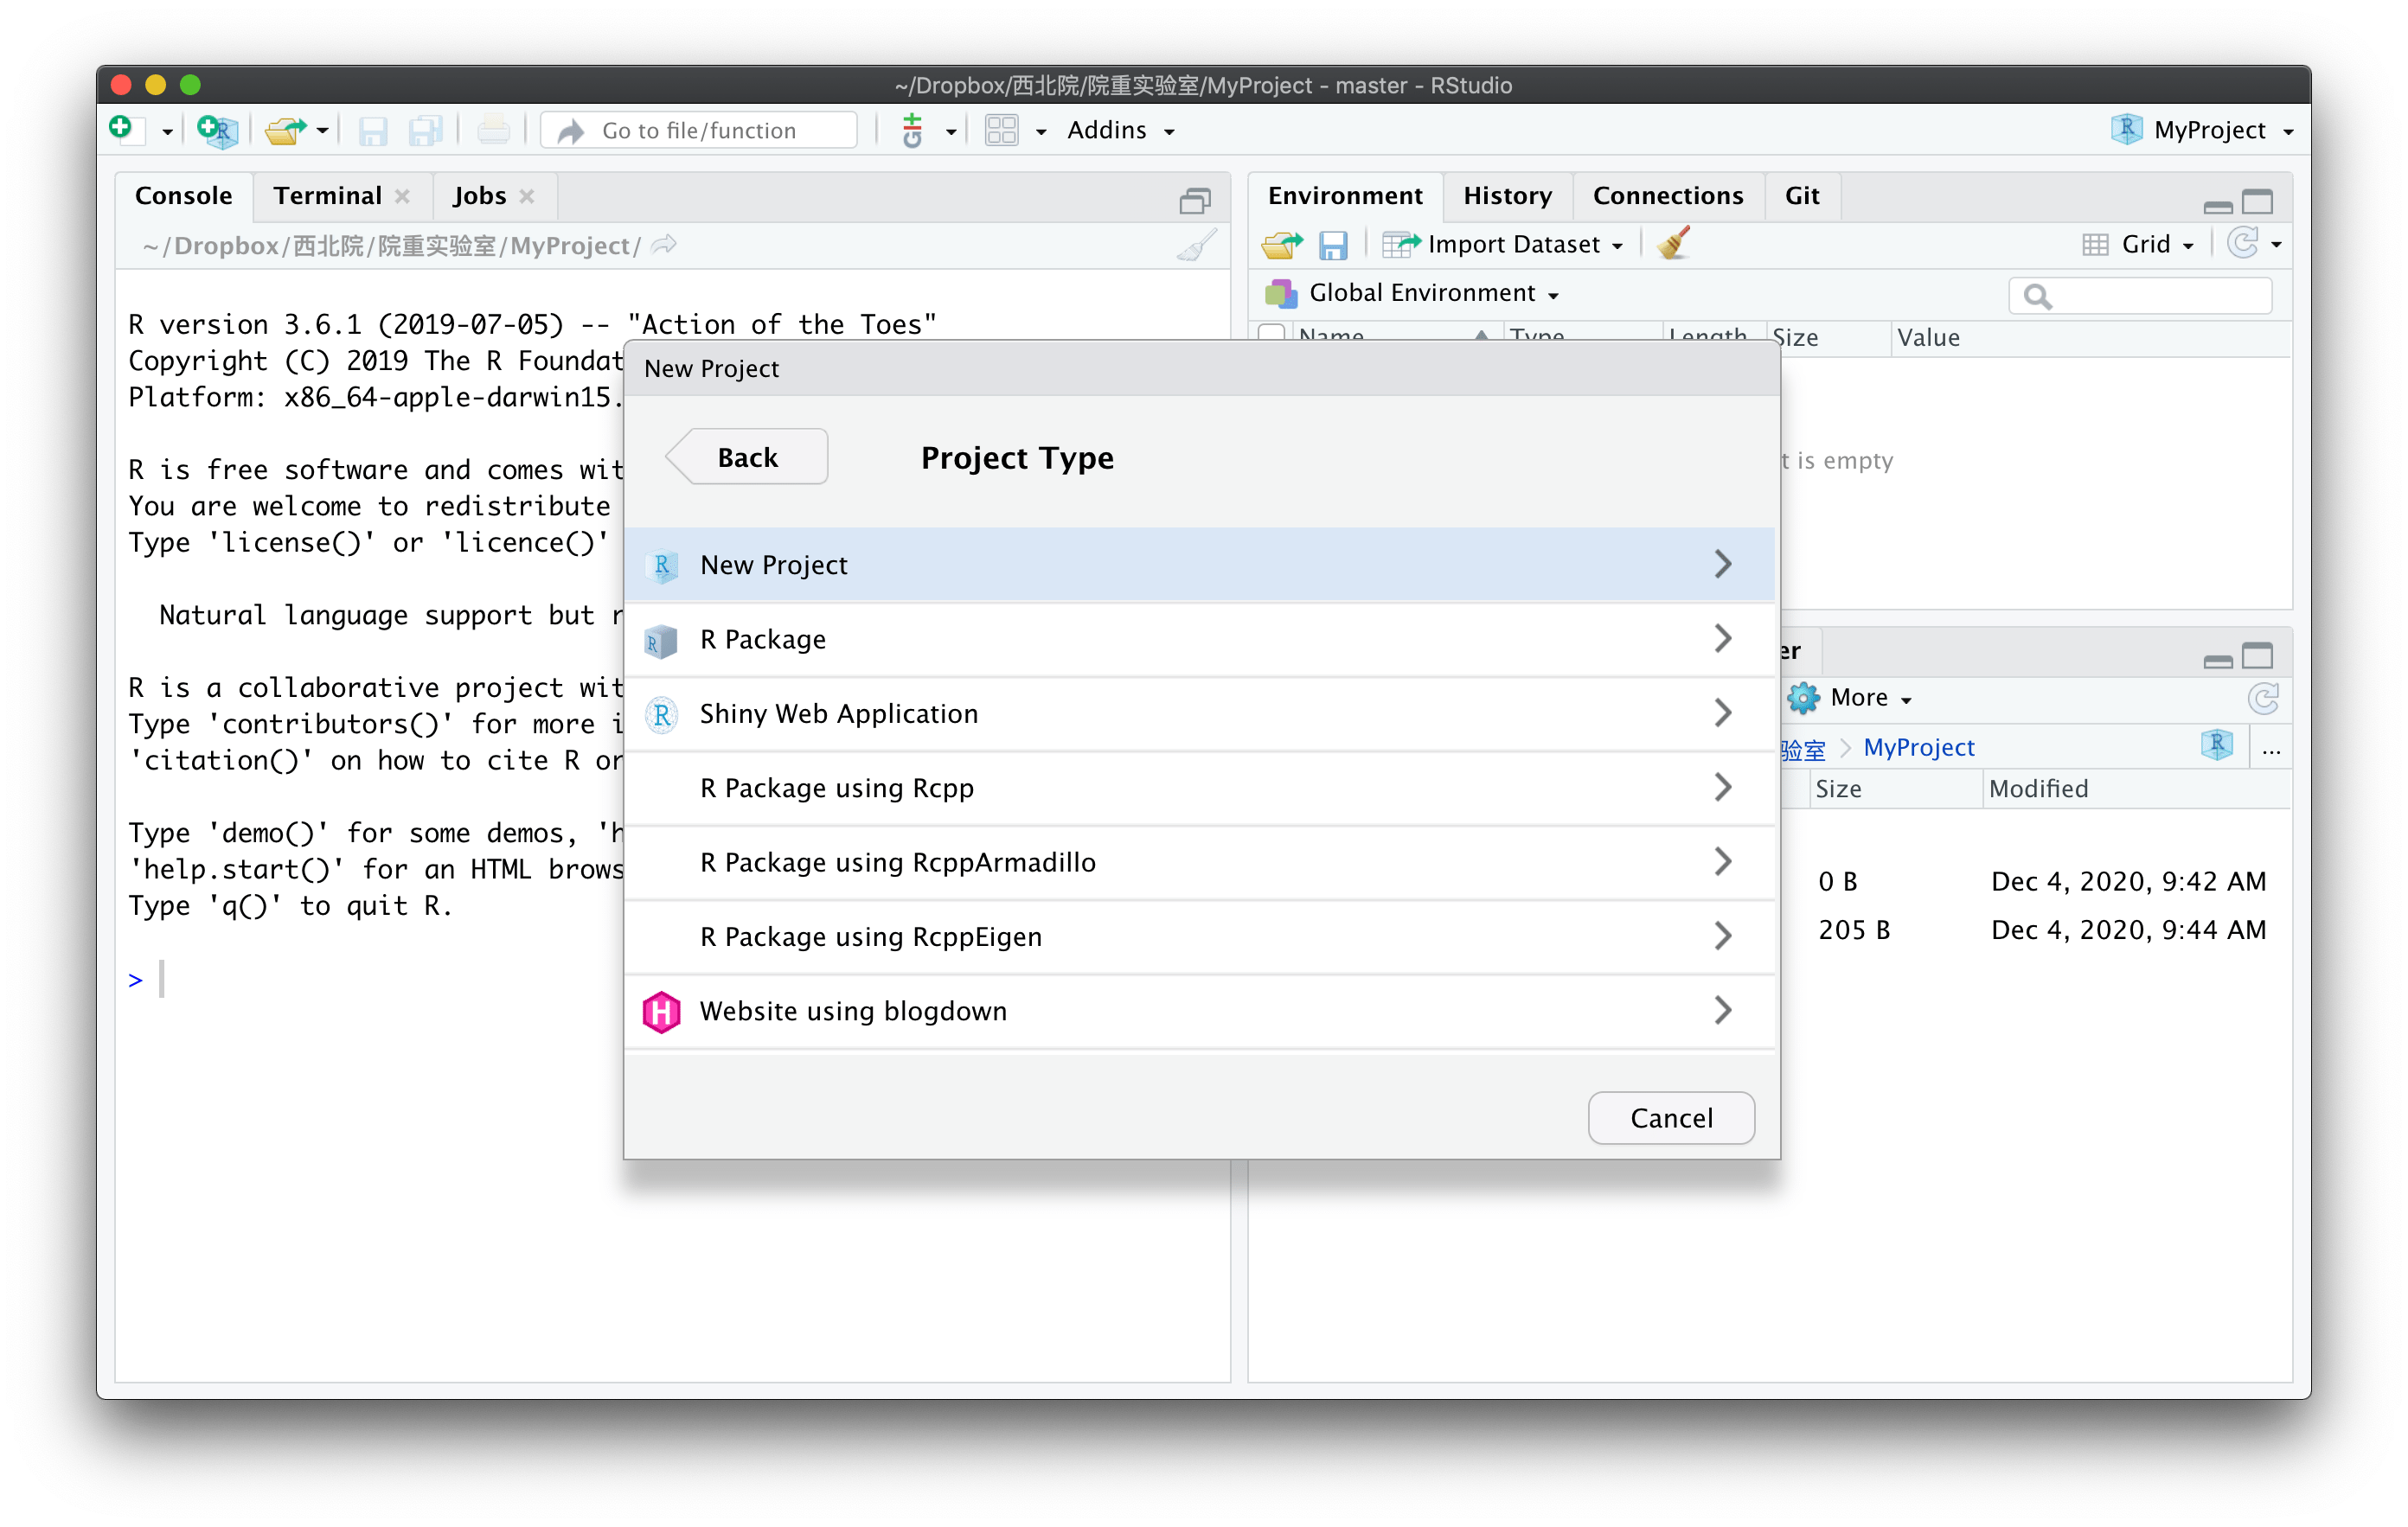 ~/Dropbox/西北院/院重实验室/MyProject - master - RStudio
Go to file/function
Addins
MyProject
Console Terminal Jobs
~/Dropbox/西北院/院重实验室/MyProject/
R version 3.6.1 (2019-07-05) -- "Action of the Toes"
Copyright (C) 2019 The R Foundat
Platform: x86_64-apple-darwin15.
R is free software and comes wit
You are welcome to redistribute
Type 'license()' or 'licence()'
Natural language support but r
R is a collaborative project wit
Type 'contributors()' for more i
'citation()' on how to cite R or
Type 'demo()' for some demos, 'h
'help.start()' for an HTML brows
Type 'q()' to quit R.
>
New Project
Back
Project Type
New Project
R Package
Shiny Web Application
R Package using Rcpp
R Package using RcppArmadillo
R Package using RcppEigen
Website using blogdown
Cancel
Environment History Connections Git
Import Dataset
Grid
Global Environment
Name Type Length Size Value
t is empty
er
More
验室 MyProject
...
Size Modified
0 B Dec 4, 2020, 9:42 AM
205 B Dec 4, 2020, 9:44 AM